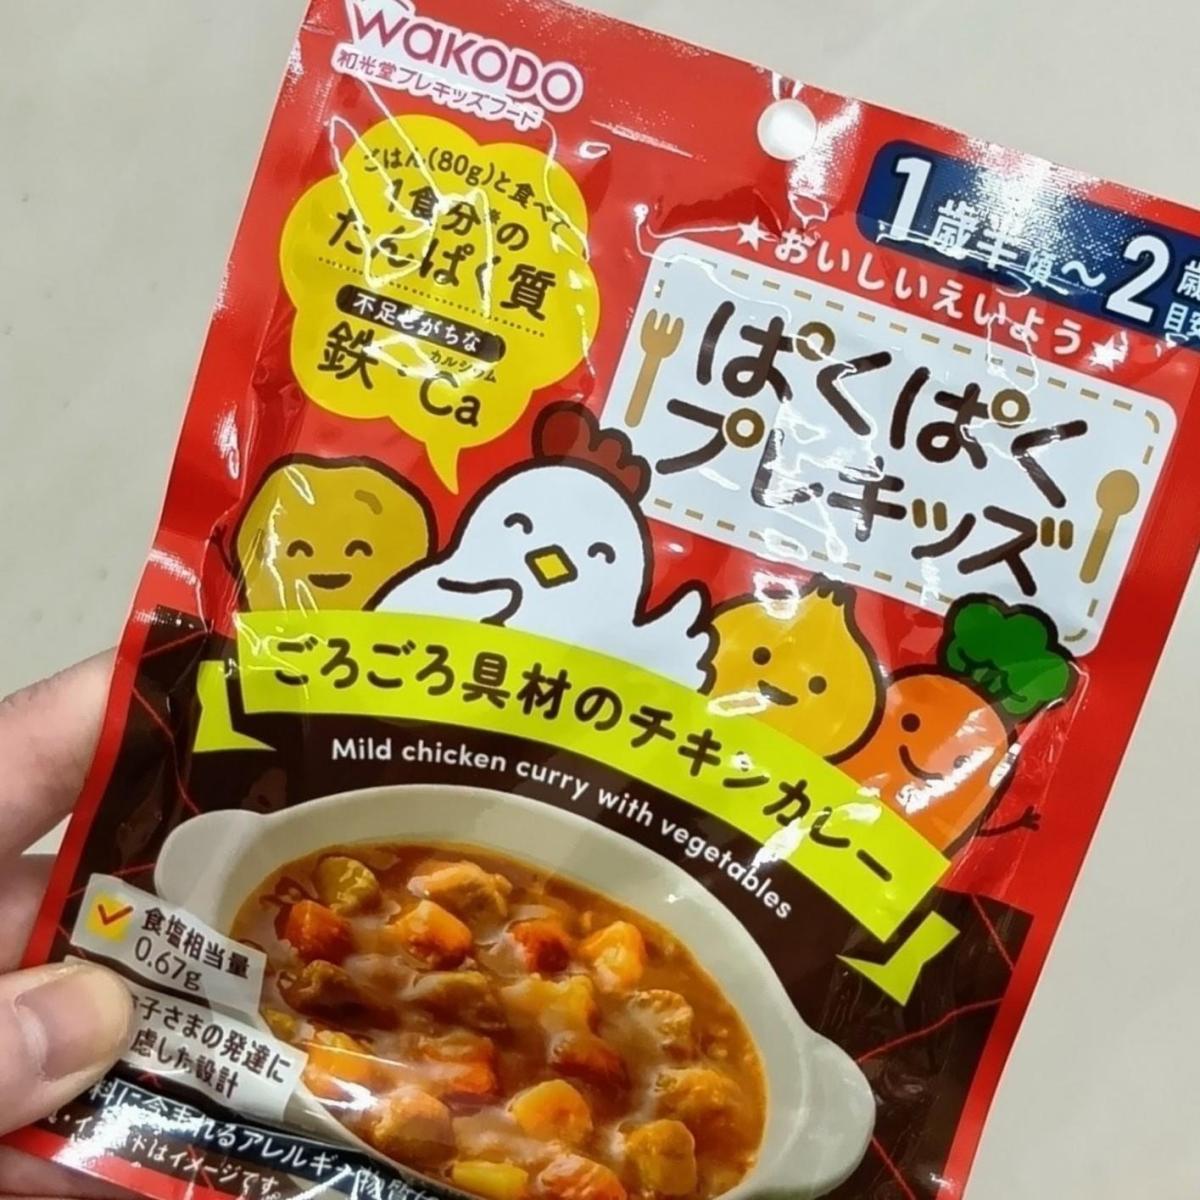 WAKODO
和光堂プレキッズフード
ごはん(80g)と食べて
1食分※の
たんぱく質
不足しがちな
鉄・Ca
カルシウム
1歳半頃～2歳
目安
★おいしいえいよう★
ぱくぱく
プレキッズ
ごろごろ具材のチキンカレー
Mild chicken curry with vegetables
食塩相当量
0.67g
子さまの発達に
慮した設計
料に含まれるアレルギー物質
はイメージです